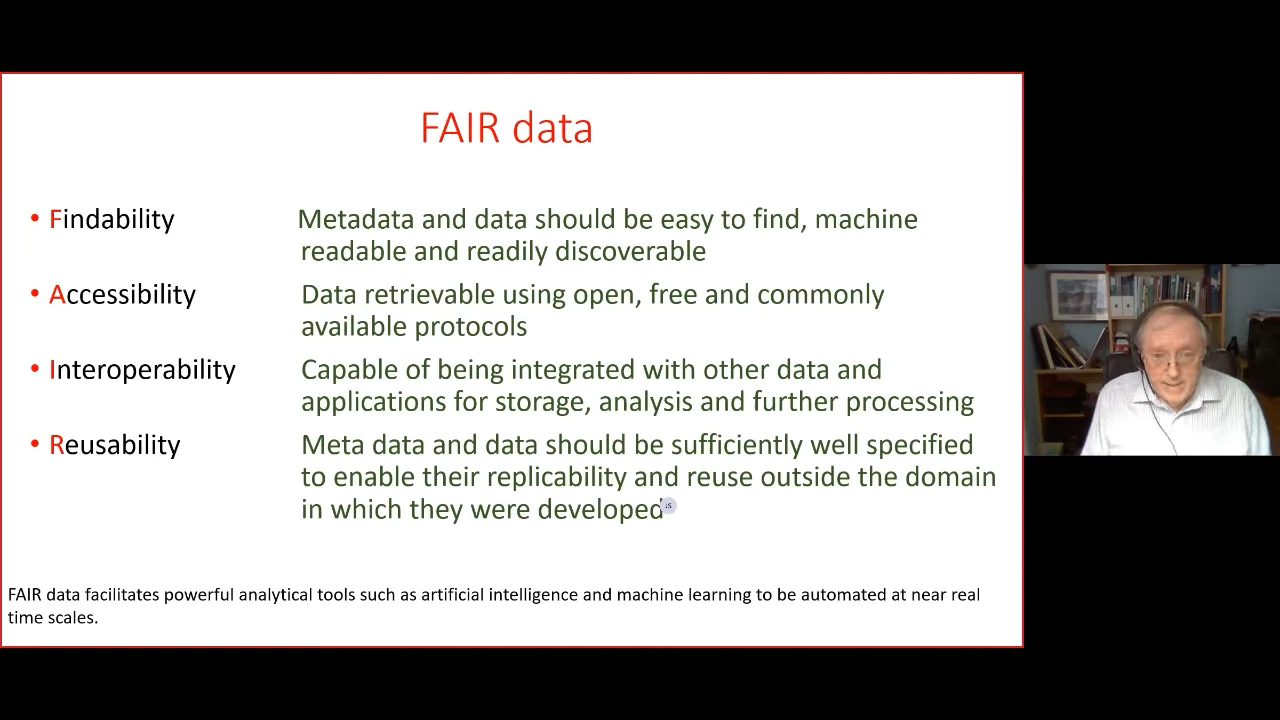 FAIR data
• Findability Metadata and data should be easy to find, machine
readable and readily discoverable
• Accessibility Data retrievable using open, free and commonly
available protocols
• Interoperability Capable of being integrated with other data and
applications for storage, analysis and further processing
• Reusability Meta data and data should be sufficiently well specified
to enable their replicability and reuse outside the domain
in which they were developed
is
FAIR data facilitates powerful analytical tools such as artificial intelligence and machine learning to be automated at near real
time scales.